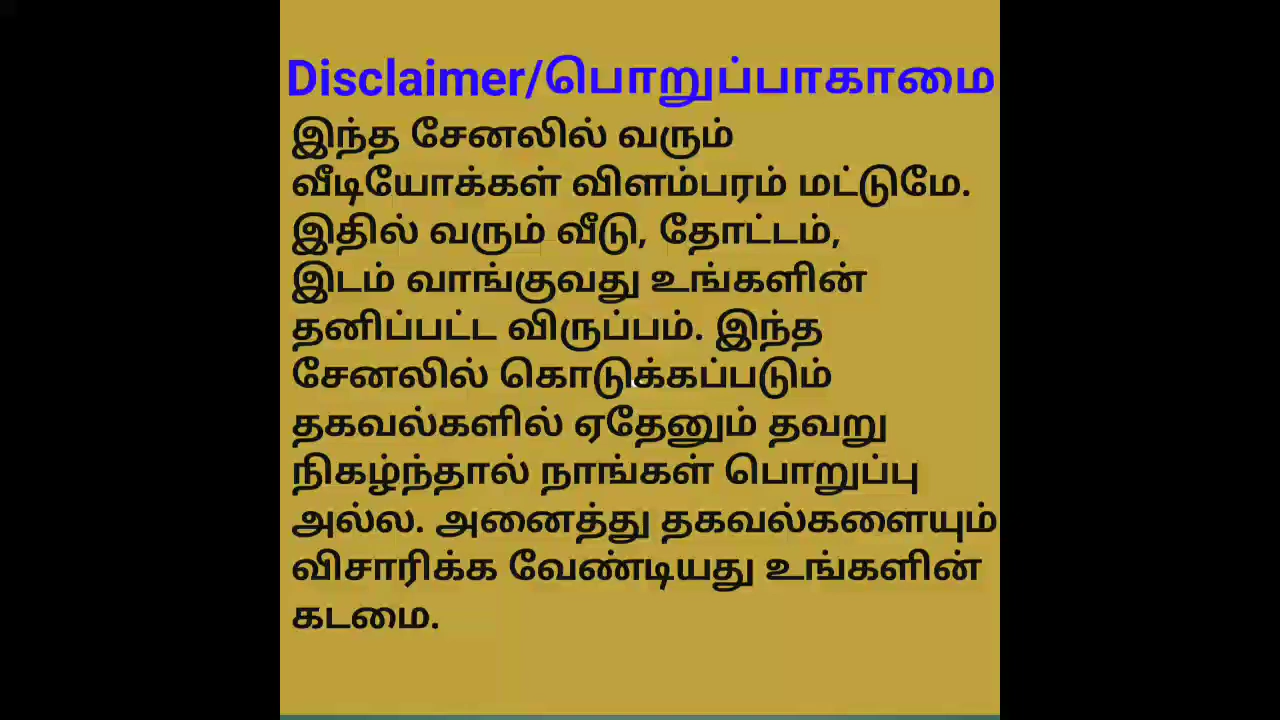 Disclaimer/பொறுப்பாகாமை
இந்த சேனலில் வரும்
வீடியோக்கள் விளம்பரம் மட்டுமே.
இதில் வரும் வீடு, தோட்டம்,
இடம் வாங்குவது உங்களின்
தனிப்பட்ட விருப்பம். இந்த
சேனலில் கொடுக்கப்படும்
தகவல்களில் ஏதேனும் தவறு
நிகழ்ந்தால் நாங்கள் பொறுப்பு
அல்ல. அனைத்து தகவல்களையும்
விசாரிக்க வேண்டியது உங்களின்
கடமை.